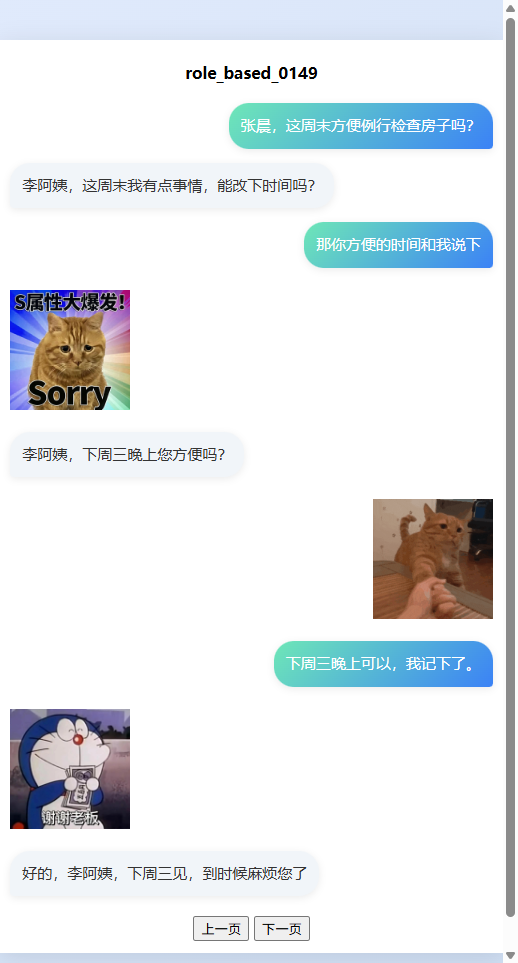 role_based_0149
张晨，这周末方便例行检查房子吗？
李阿姨，这周末我有点事情，能改下时间吗？
那你方便的时间和我说下
S属性大爆发！
Sorry
李阿姨，下周三晚上您方便吗？
下周三晚上可以，我记下了。
谢谢老板
好的，李阿姨，下周三见，到时候麻烦您了
上一页 下一页